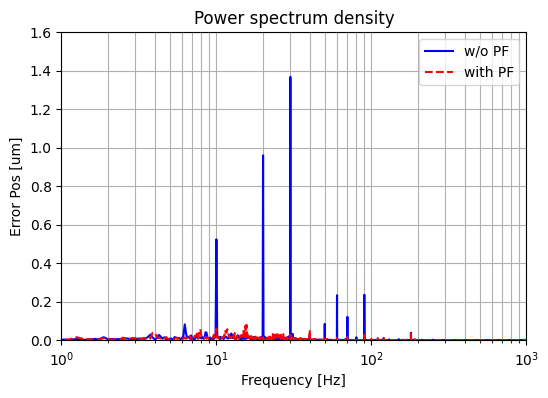 Power spectrum density
w/o PF
with PF
Error Pos [um]
1.6
1.4
1.2
1.0
0.8
0.6
0.4
0.2
0.0
10^0 10^1 10^2 10^3
Frequency [Hz]